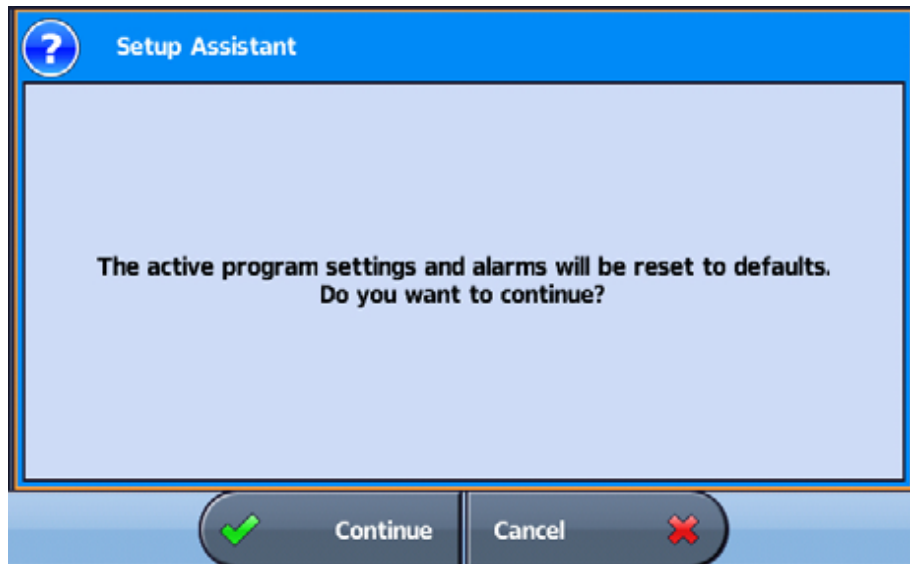 ?
Setup Assistant
The active program settings and alarms will be reset to defaults.
Do you want to continue?
Continue
Cancel